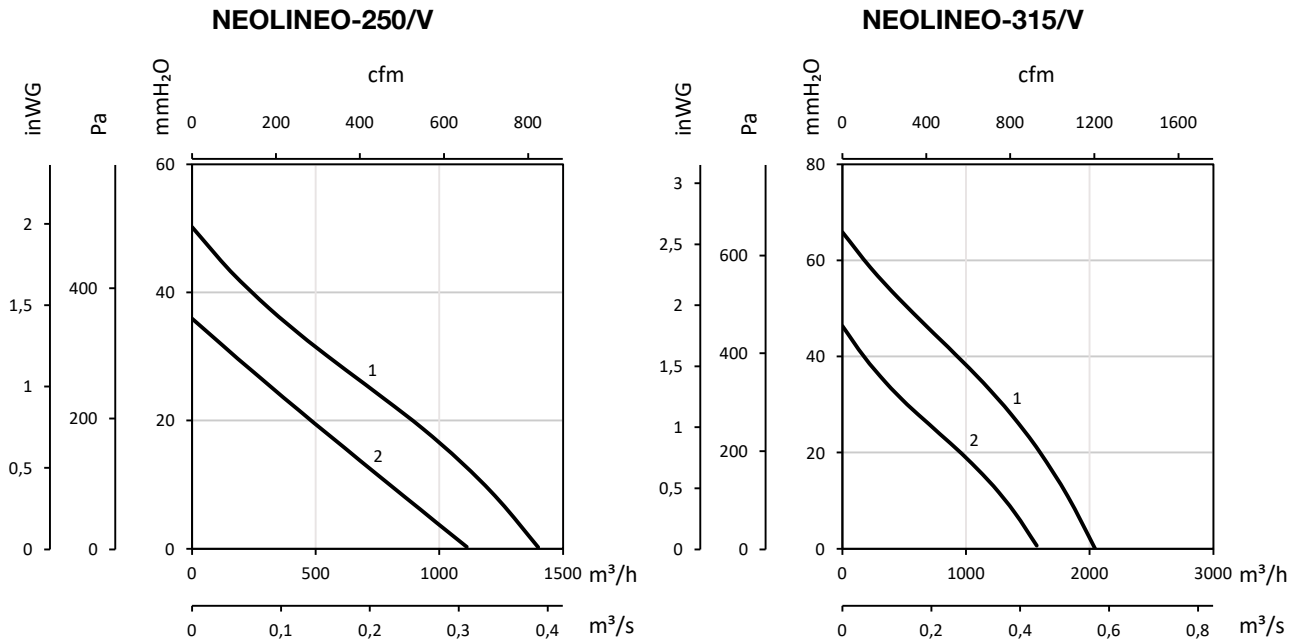 NEOLINEO-250/V
NEOLINEO-315/V
inWG
Pa
mmH₂O
cfm
0 200 400 600 800
60
40
20
0
2
1,5
1
0,5
0
400
200
0
1
2
0 500 1000 1500 m³/h
0 0,1 0,2 0,3 0,4 m³/s
inWG
Pa
mmH₂O
cfm
0 400 800 1200 1600
80
60
40
20
0
3
2,5
2
1,5
1
0,5
0
600
400
200
0
1
2
0 1000 2000 3000 m³/h
0 0,2 0,4 0,6 0,8 m³/s